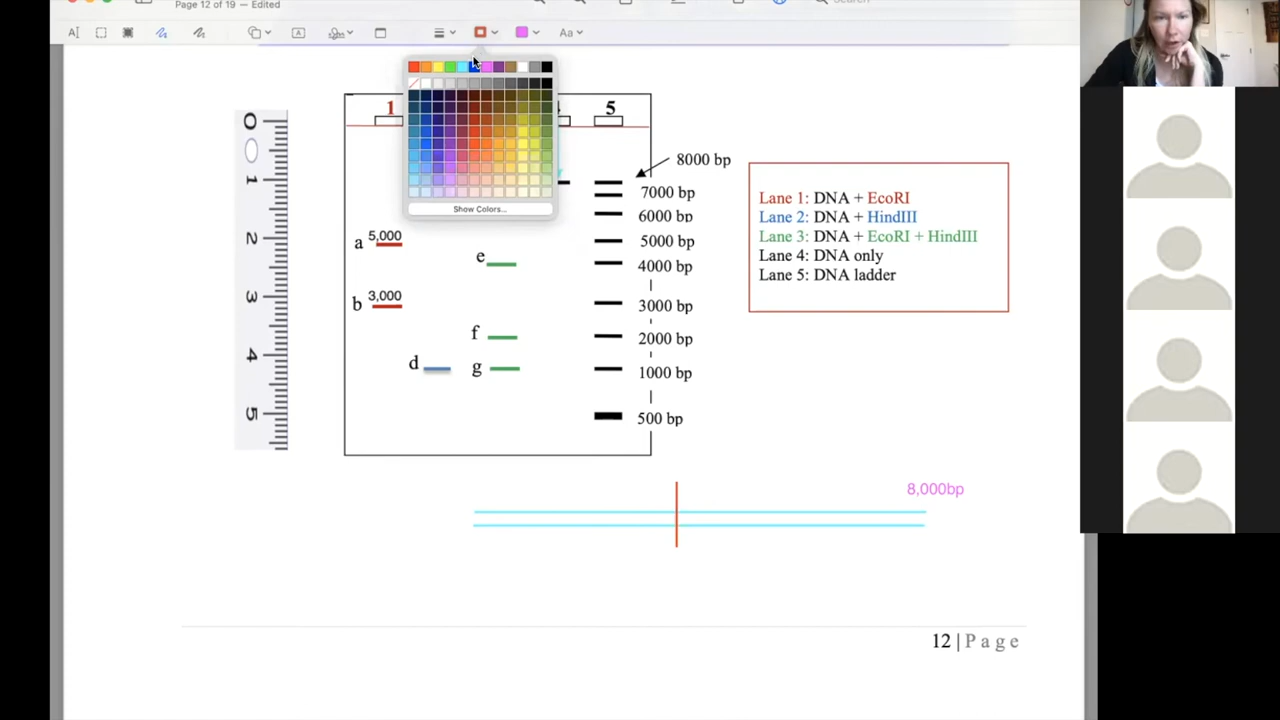 Page 12 of 19 — Edited
Search
A
Aa
Show Colors...
0
1
2
3
4
5
1
5
8000 bp
7000 bp
6000 bp
5000 bp
4000 bp
3000 bp
2000 bp
1000 bp
500 bp
a 5,000
b 3,000
d
e
f
g
Lane 1: DNA + EcoRI
Lane 2: DNA + HindIII
Lane 3: DNA + EcoRI + HindIII
Lane 4: DNA only
Lane 5: DNA ladder
8,000bp
12 | Page